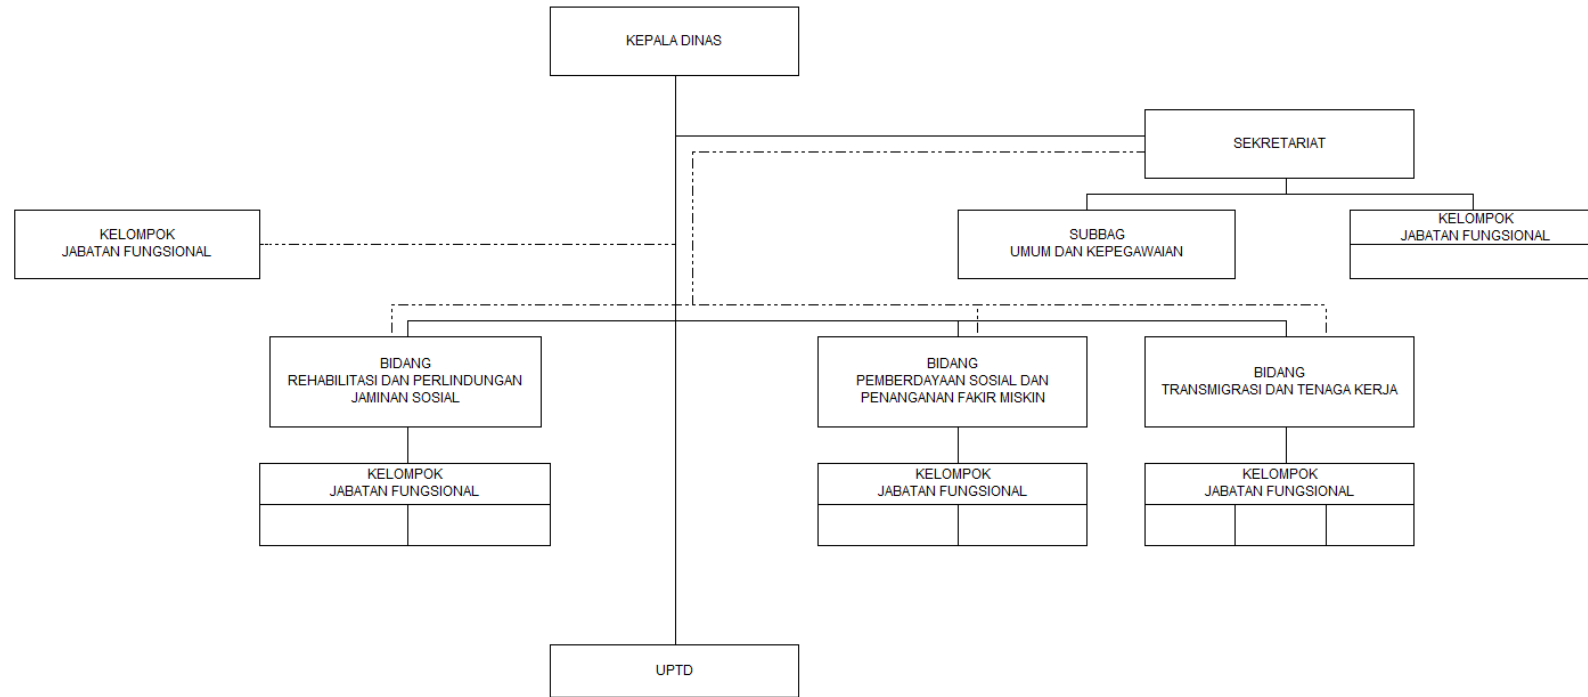 KEPALA DINAS
SEKRETARIAT
KELOMPOK
JABATAN FUNGSIONAL
SUBBAG
UMUM DAN KEPEGAWAIAN
KELOMPOK
JABATAN FUNGSIONAL
BIDANG
REHABILITASI DAN PERLINDUNGAN
JAMINAN SOSIAL
BIDANG
PEMBERDAYAAN SOSIAL DAN
PENANGANAN FAKIR MISKIN
BIDANG
TRANSMIGRASI DAN TENAGA KERJA
KELOMPOK
JABATAN FUNGSIONAL
KELOMPOK
JABATAN FUNGSIONAL
KELOMPOK
JABATAN FUNGSIONAL
UPTD